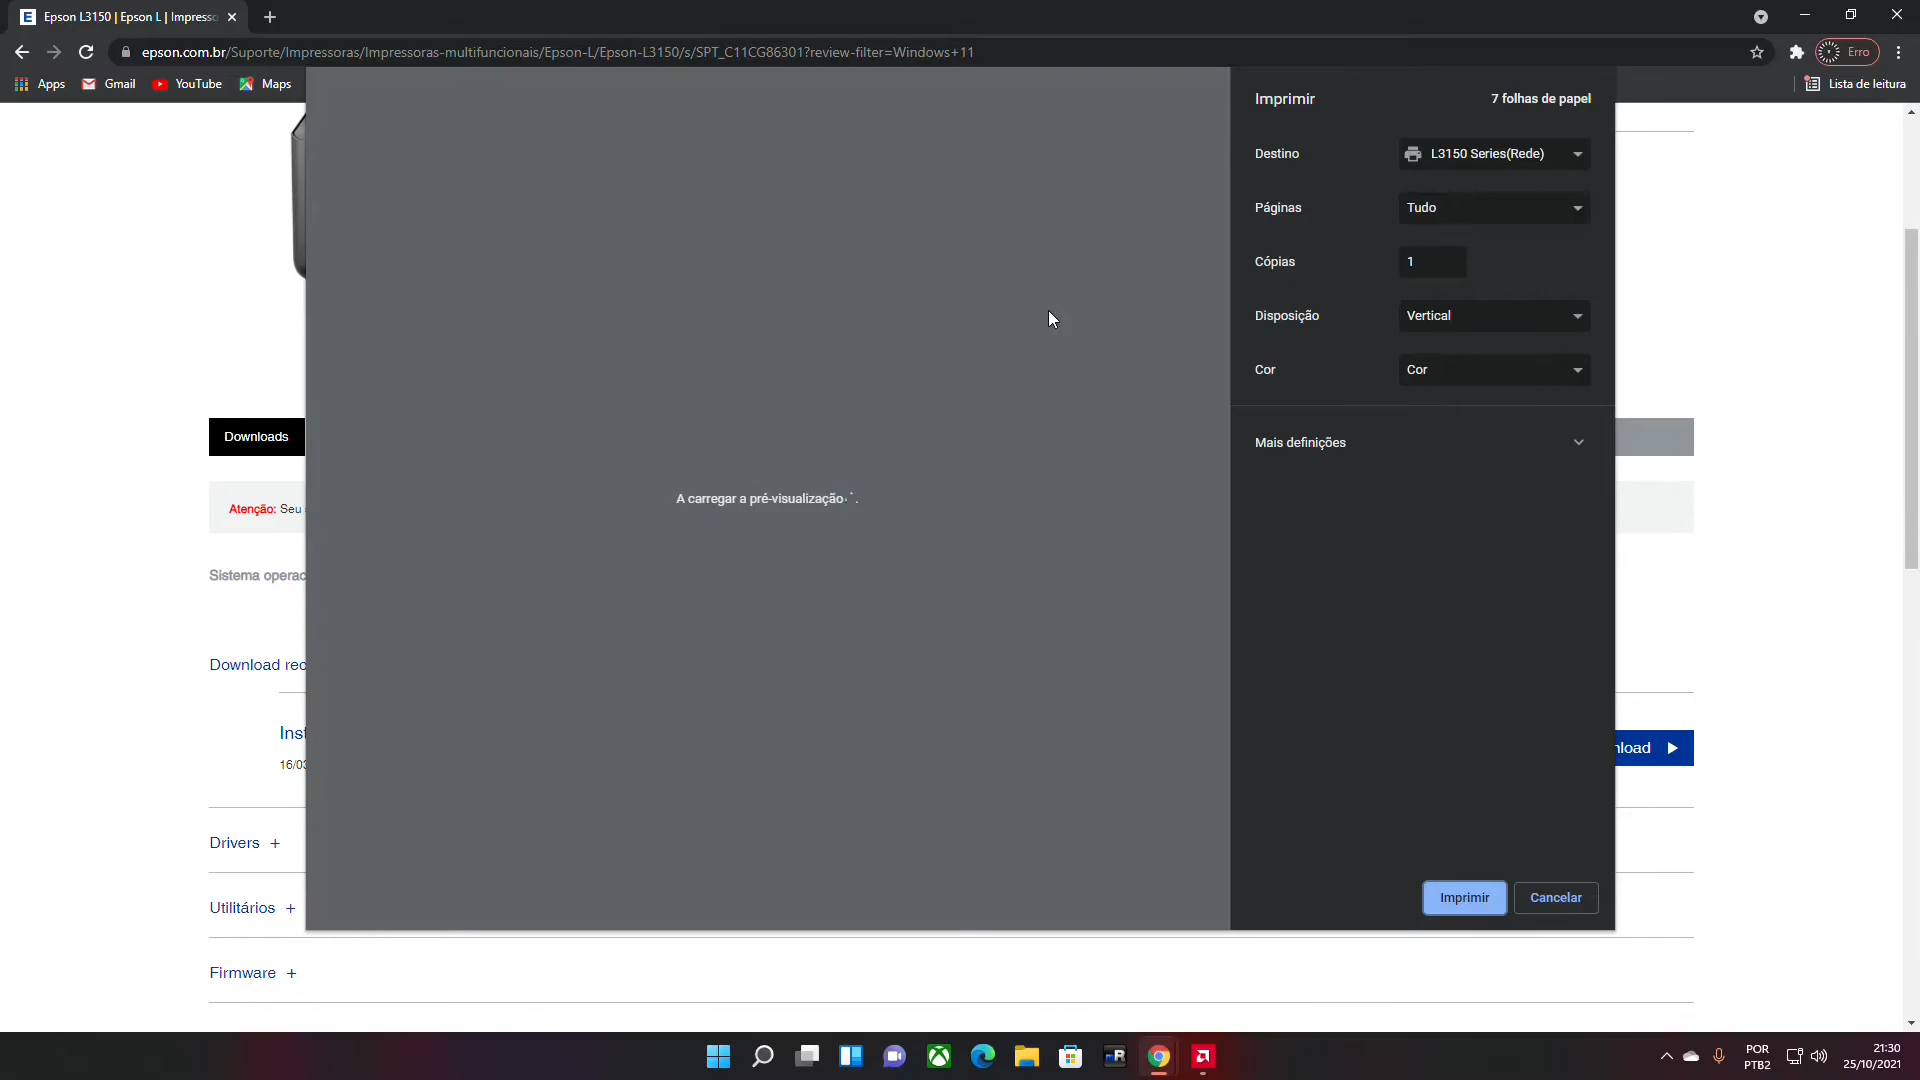 Epson L3150 | Epson L | Impresso
epson.com.br/Suporte/Impressoras/Impressoras-multifuncionais/Epson-L/Epson-L3150/s/SPT_C11CG86301?review-filter=Windows+11
Erro
Apps
Gmail
YouTube
Maps
Lista de leitura
Imprimir
7 folhas de papel
Destino
L3150 Series(Rede)
Páginas
Tudo
Cópias
1
Disposição
Vertical
Cor
Cor
Mais definições
A carregar a pré-visualização
Imprimir
Cancelar
Downloads
Atenção: Seu
Sistema operac
Download rec
Inst
16/03
nload
Drivers +
Utilitários +
Firmware +
POR
PTB2
21:30
25/10/2021